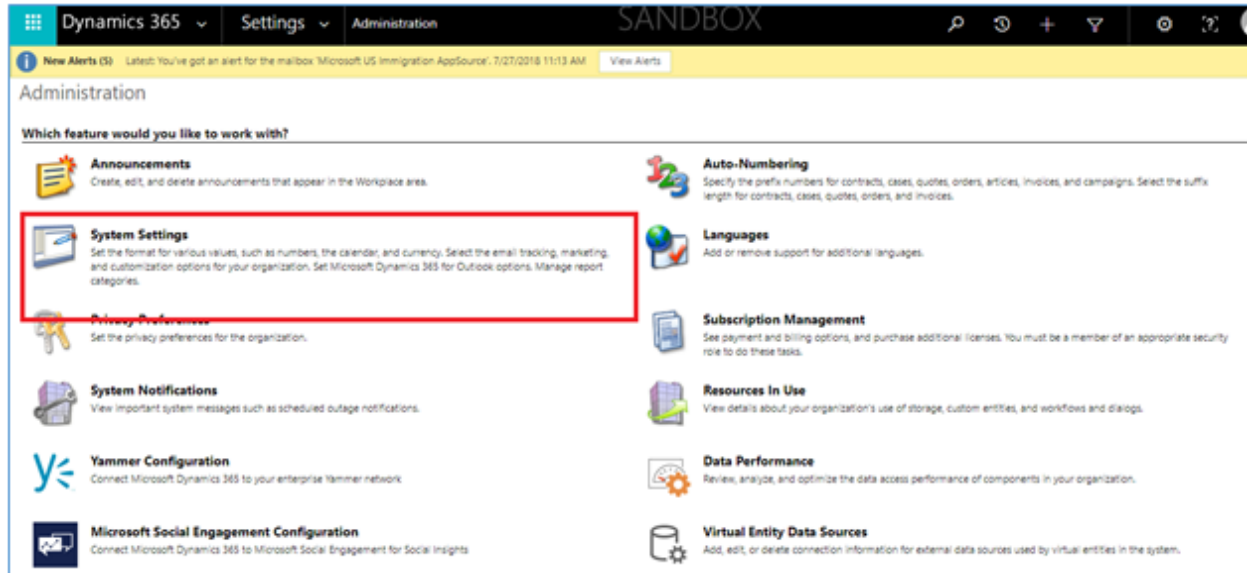 Dynamics 365 Settings Administration SANDBOX
New Alerts (5) Latest: You've got an alert for the mailbox 'Microsoft US Immigration AppSource'. 7/27/2018 11:13 AM View Alerts
Administration
Which feature would you like to work with?
Announcements
Create, edit, and delete announcements that appear in the Workplace area.
Auto-Numbering
Specify the prefix numbers for contracts, cases, quotes, orders, articles, invoices, and campaigns. Select the suffix
length for contracts, cases, quotes, orders, and invoices.
System Settings
Set the format for various values, such as numbers, the calendar, and currency. Select the email tracking, marketing,
and customization options for your organization. Set Microsoft Dynamics 365 for Outlook options. Manage report
categories.
Languages
Add or remove support for additional languages.
Privacy Preferences
Set the privacy preferences for the organization.
Subscription Management
See payment and billing options, and purchase additional licenses. You must be a member of an appropriate security
role to do these tasks.
System Notifications
View important system messages such as scheduled outage notifications.
Resources In Use
View details about your organization's use of storage, custom entities, and workflows and dialogs.
Yammer Configuration
Connect Microsoft Dynamics 365 to your enterprise Yammer network
Data Performance
Review, analyze, and optimize the data access performance of components in your organization.
Microsoft Social Engagement Configuration
Connect Microsoft Dynamics 365 to Microsoft Social Engagement for Social Insights
Virtual Entity Data Sources
Add, edit, or delete connection information for external data sources used by virtual entities in the system.